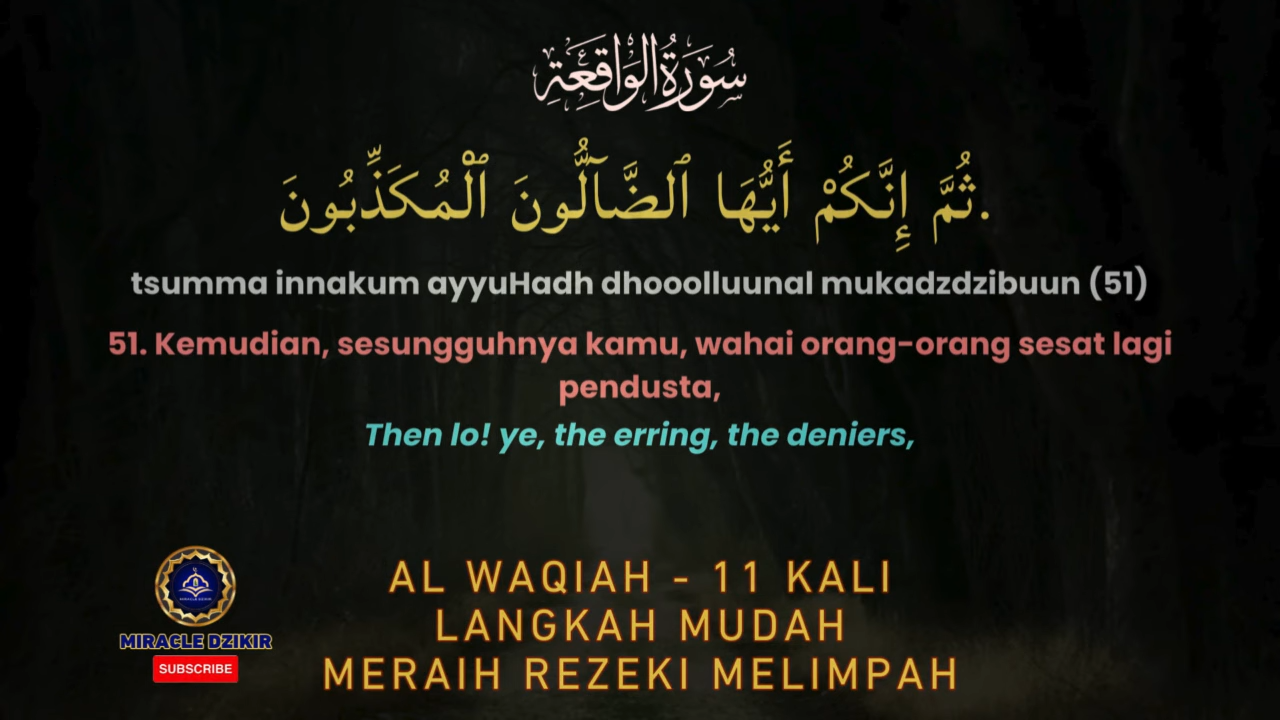 سُورَةُ الوَاقِعَةِ
ثُمَّ إِنَّكُمْ أَيُّهَا ٱلضَّآلُّونَ ٱلْمُكَذِّبُونَ.
tsumma innakum ayyuHadh dhooolluunal mukadzdzibuun (51)
51. Kemudian, sesungguhnya kamu, wahai orang-orang sesat lagi
pendusta,
Then lo! ye, the erring, the deniers,
AL WAQIAH - 11 KALI
LANGKAH MUDAH
MERAIH REZEKI MELIMPAH
MIRACLE DZIKIR
SUBSCRIBE